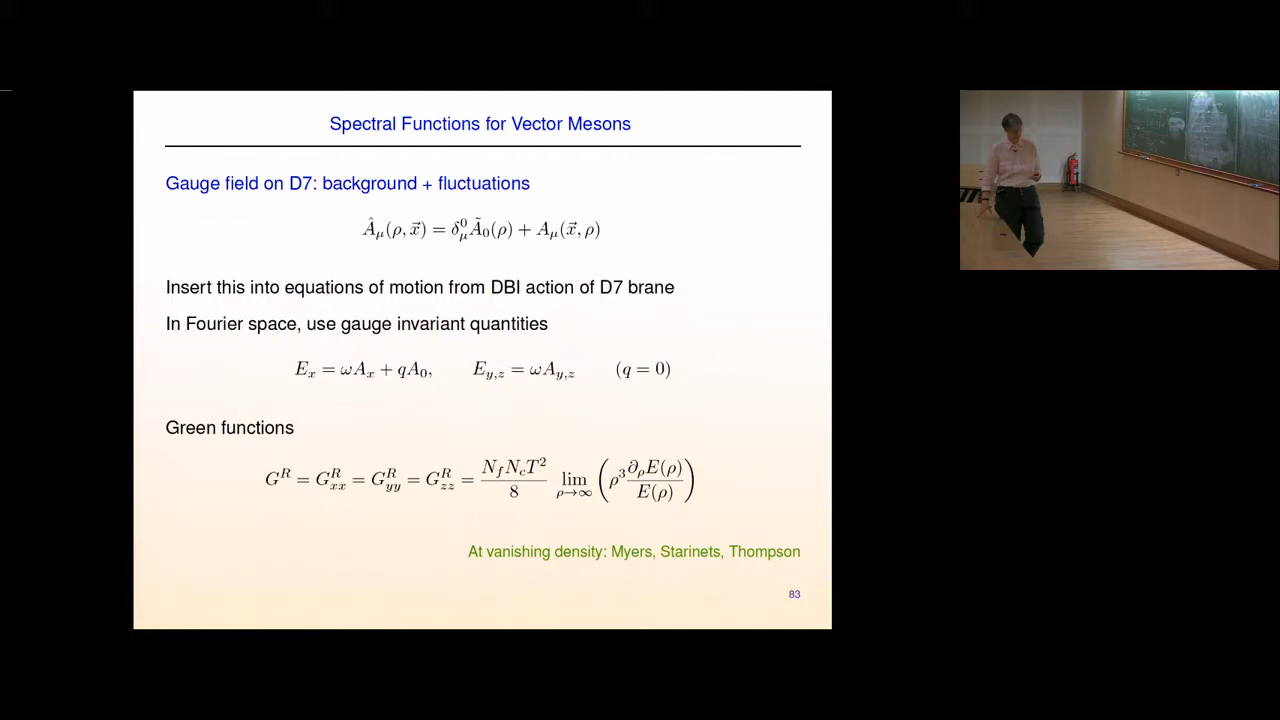 Spectral Functions for Vector Mesons
Gauge field on D7: background + fluctuations
Â_μ(ρ, x⃗) = δ_μ^0 Ã_0(ρ) + A_μ(x⃗, ρ)
Insert this into equations of motion from DBI action of D7 brane
In Fourier space, use gauge invariant quantities
E_x = ωA_x + qA_0, E_{y,z} = ωA_{y,z} (q = 0)
Green functions
G^R = G^R_{xx} = G^R_{yy} = G^R_{zz} = N_f N_c T^2 / 8 lim_{ρ→∞} (ρ^3 ∂_ρ E(ρ) / E(ρ))
At vanishing density: Myers, Starinets, Thompson
83